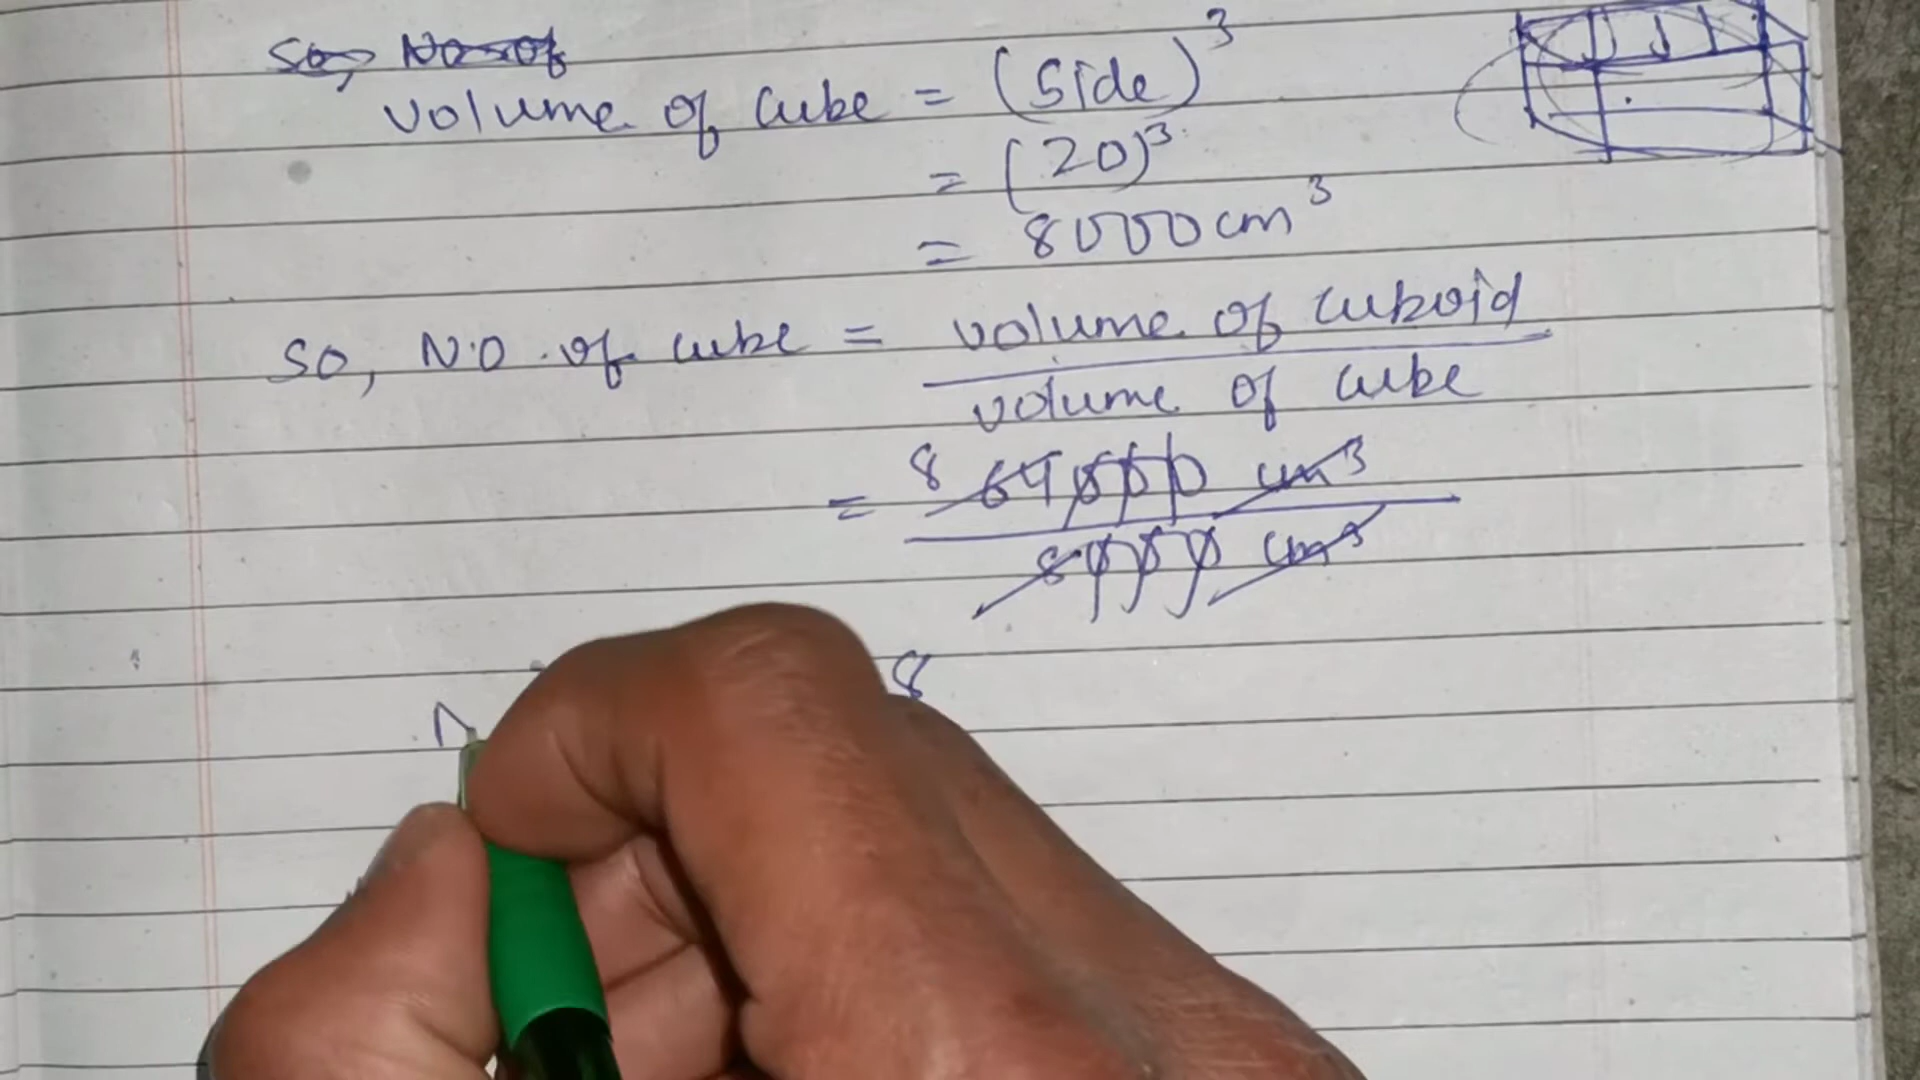 So, No of
volume of cube = (Side)³
= (20)³
= 8000 cm³
So, N.O of cube = volume of cuboid
volume of cube
= 8 64000 cm³
8000 cm³
8
N